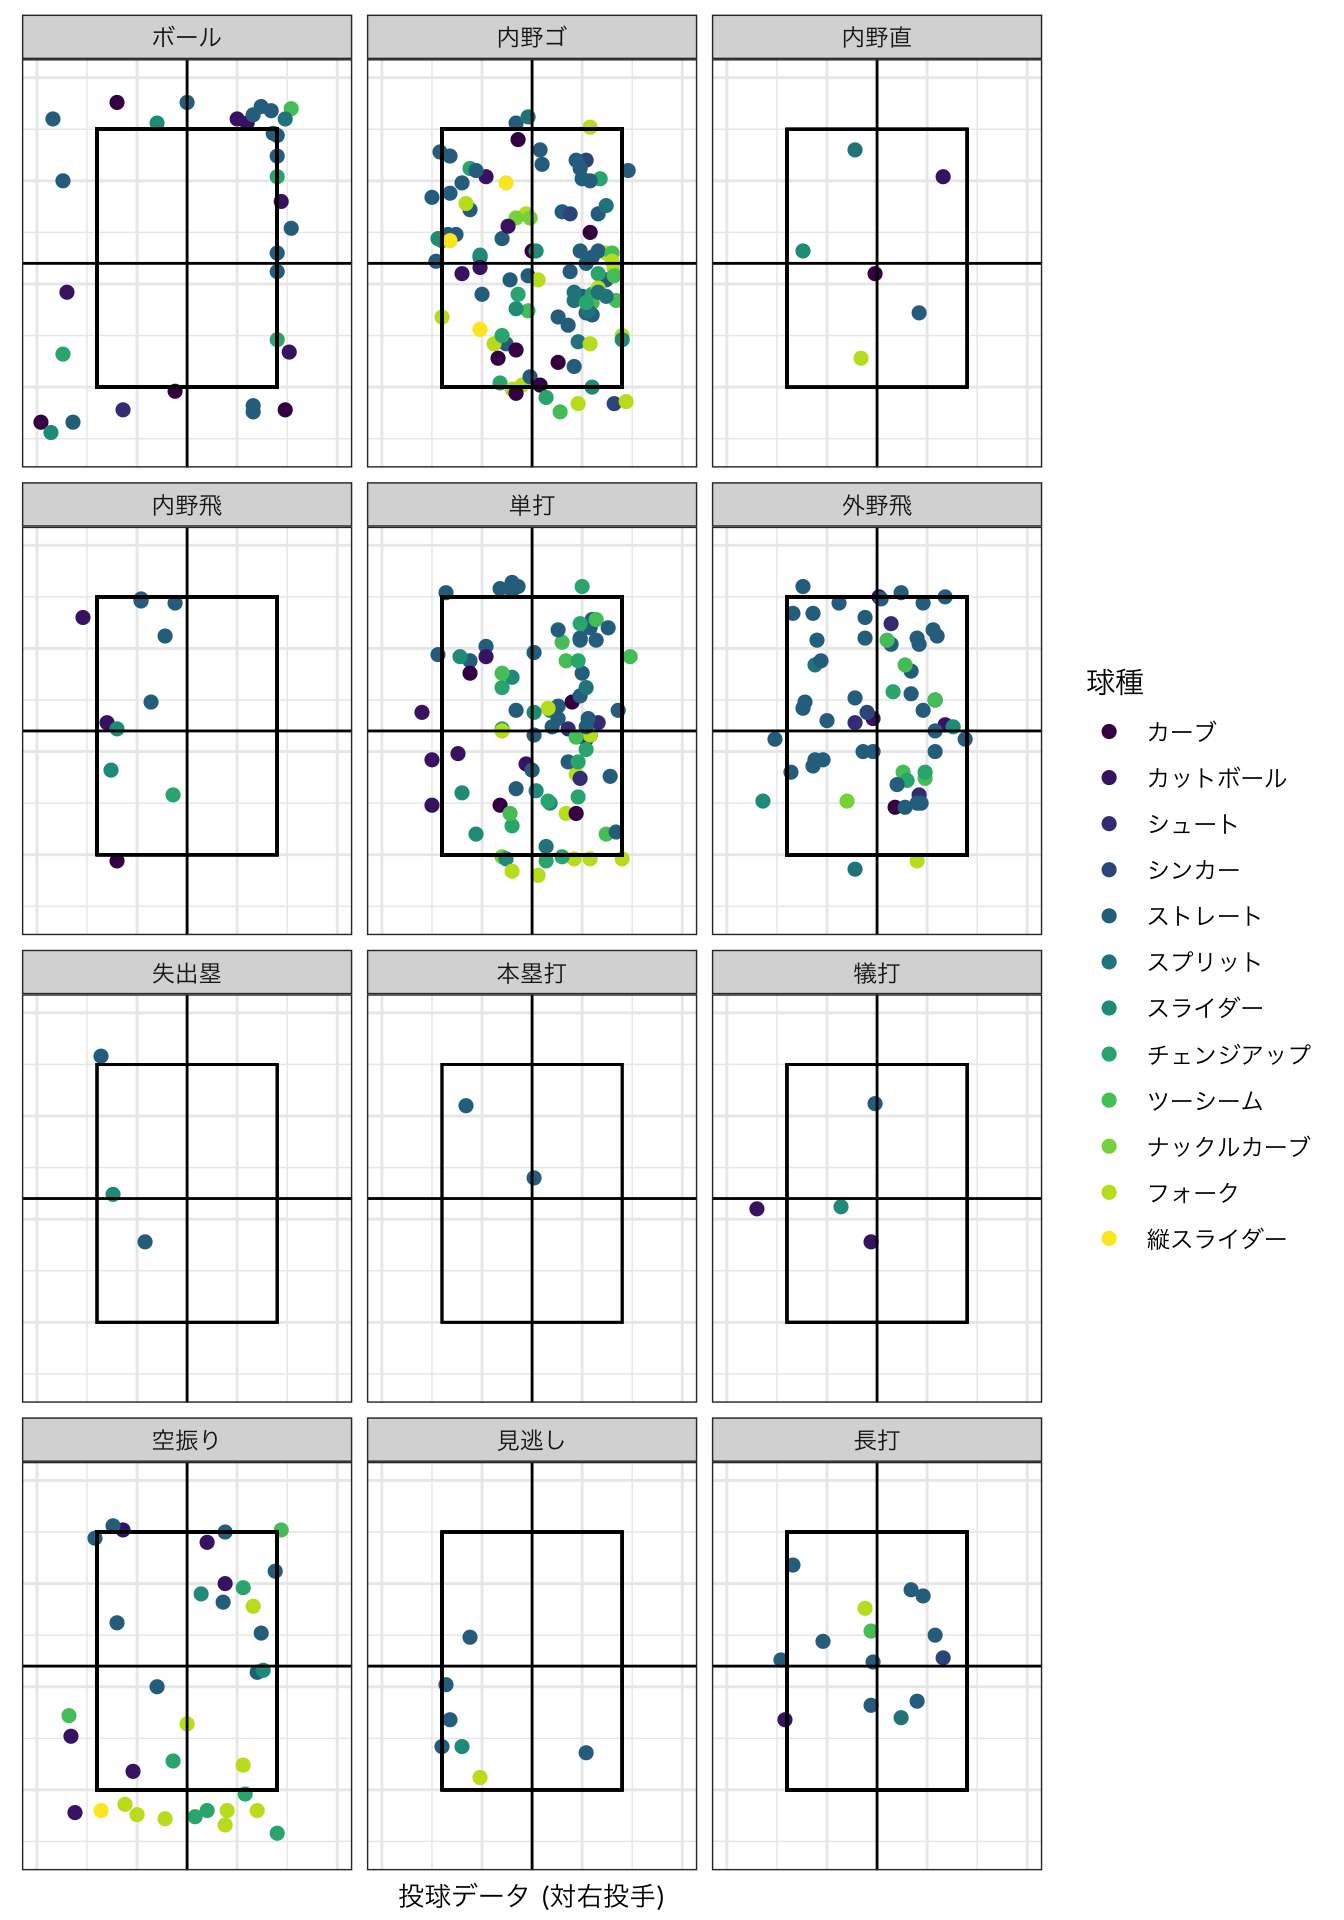 ボール
内野ゴ
内野直
内野飛
単打
外野飛
失出塁
本塁打
犠打
空振り
見逃し
長打
球種
カーブ
カットボール
シュート
シンカー
ストレート
スプリット
スライダー
チェンジアップ
ツーシーム
ナックルカーブ
フォーク
縦スライダー
投球データ (対右投手)